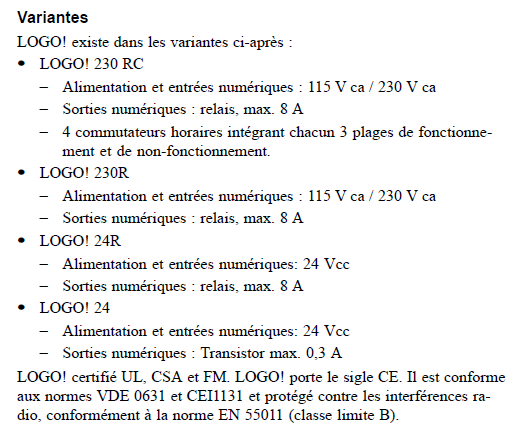 Variantes
LOGO! existe dans les variantes ci-après :
• LOGO! 230 RC
– Alimentation et entrées numériques : 115 V ca / 230 V ca
– Sorties numériques : relais, max. 8 A
– 4 commutateurs horaires intégrant chacun 3 plages de fonctionne-
ment et de non-fonctionnement.
• LOGO! 230R
– Alimentation et entrées numériques : 115 V ca / 230 V ca
– Sorties numériques : relais, max. 8 A
• LOGO! 24R
– Alimentation et entrées numériques: 24 Vcc
– Sorties numériques : relais, max. 8 A
• LOGO! 24
– Alimentation et entrées numériques: 24 Vcc
– Sorties numériques : Transistor max. 0,3 A
LOGO! certifié UL, CSA et FM. LOGO! porte le sigle CE. Il est conforme
aux normes VDE 0631 et CEI1131 et protégé contre les interférences ra-
dio, conformément à la norme EN 55011 (classe limite B).